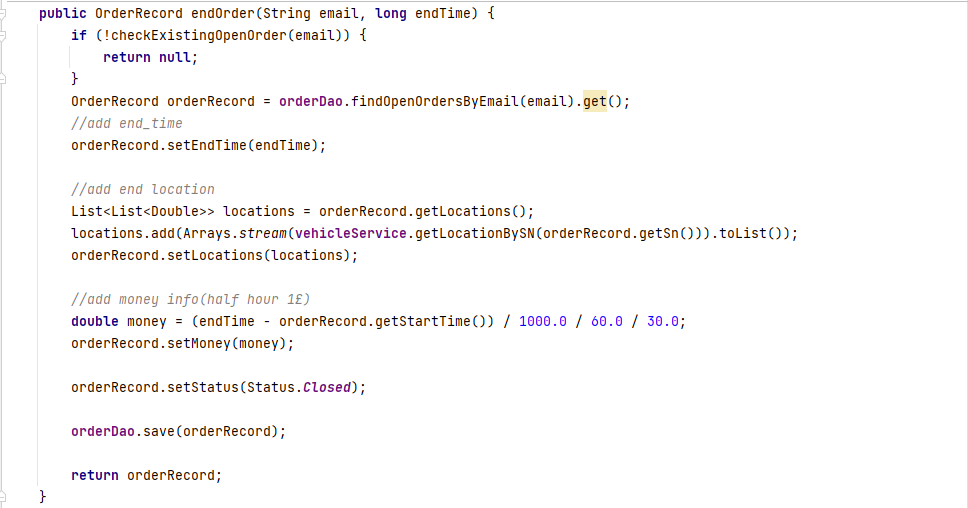 public OrderRecord endOrder(String email, long endTime) {
if (!checkExistingOpenOrder(email)) {
return null;
}
OrderRecord orderRecord = orderDao.findOpenOrdersByEmail(email).get();
//add end_time
orderRecord.setEndTime(endTime);
//add end location
List<List<Double>> locations = orderRecord.getLocations();
locations.add(Arrays.stream(vehicleService.getLocationBySN(orderRecord.getSn())).toList());
orderRecord.setLocations(locations);
//add money info(half hour 1£)
double money = (endTime - orderRecord.getStartTime()) / 1000.0 / 60.0 / 30.0;
orderRecord.setMoney(money);
orderRecord.setStatus(Status.Closed);
orderDao.save(orderRecord);
return orderRecord;
}